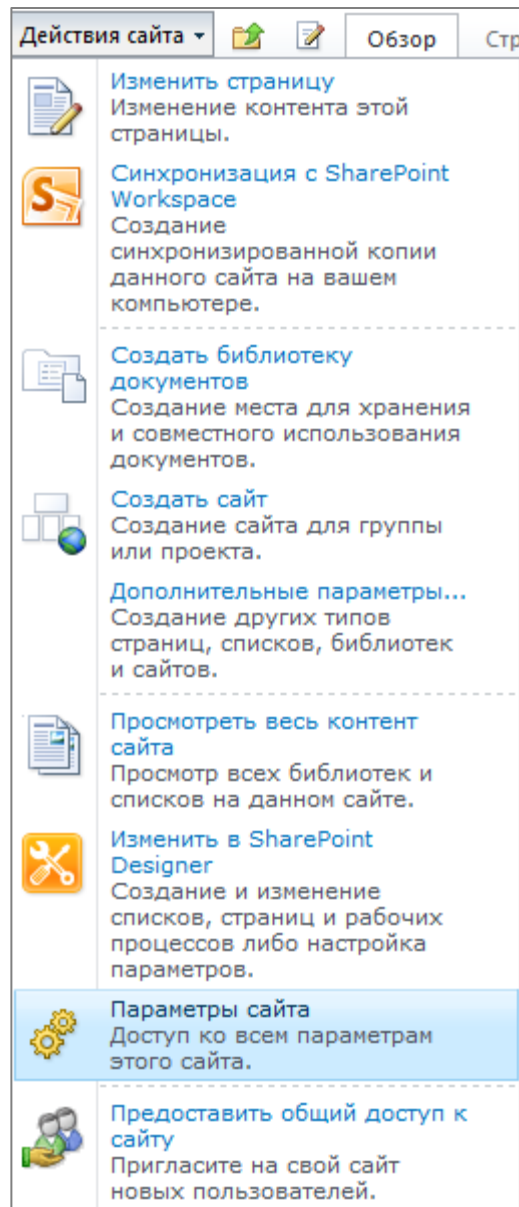 Действия сайта Обзор Стр
Изменить страницу
Изменение контента этой
страницы.
Синхронизация с SharePoint
Workspace
Создание
синхронизированной копии
данного сайта на вашем
компьютере.
Создать библиотеку
документов
Создание места для хранения
и совместного использования
документов.
Создать сайт
Создание сайта для группы
или проекта.
Дополнительные параметры...
Создание других типов
страниц, списков, библиотек
и сайтов.
Просмотреть весь контент
сайта
Просмотр всех библиотек и
списков на данном сайте.
Изменить в SharePoint
Designer
Создание и изменение
списков, страниц и рабочих
процессов либо настройка
параметров.
Параметры сайта
Доступ ко всем параметрам
этого сайта.
Предоставить общий доступ к
сайту
Пригласите на свой сайт
новых пользователей.